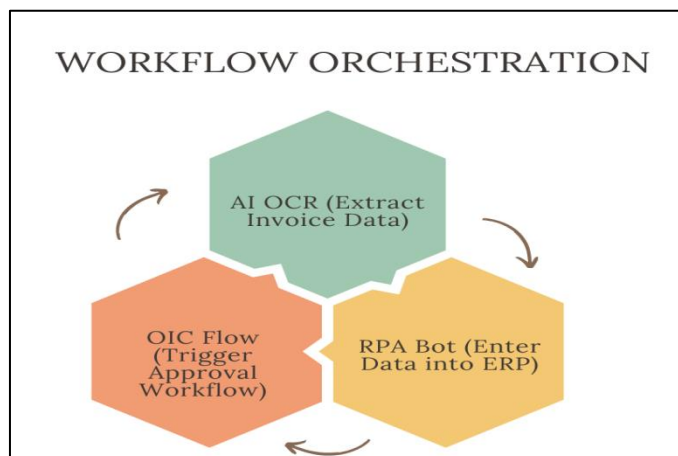 WORKFLOW ORCHESTRATION
AI OCR (Extract
Invoice Data)
OIC Flow
(Trigger
Approval
Workflow)
RPA Bot (Enter
Data into ERP)